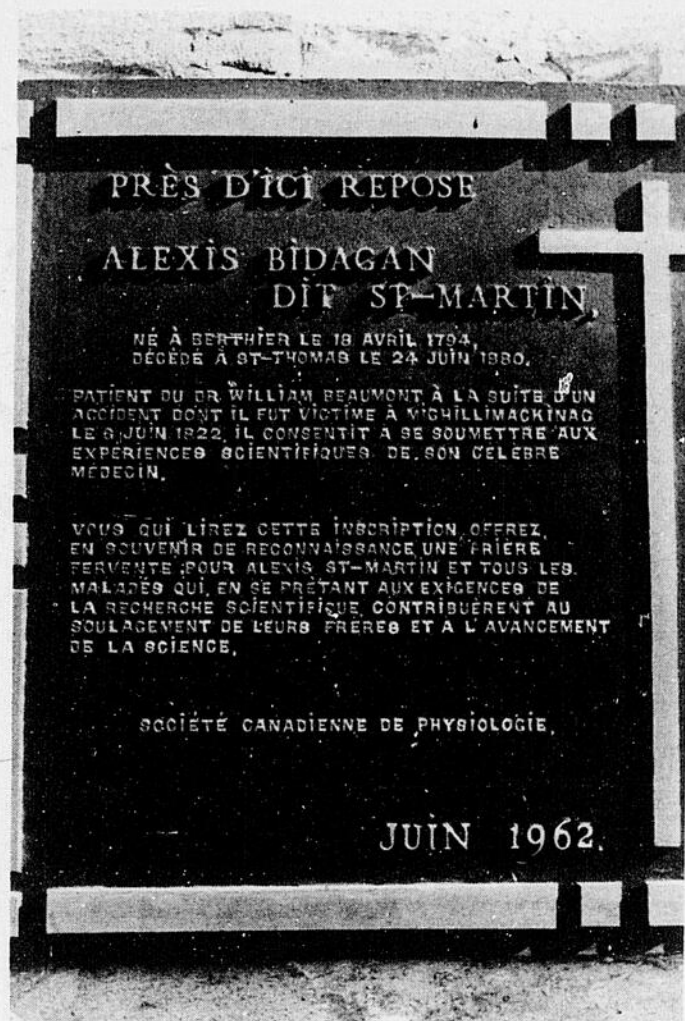 PRÈS D'ICI REPOSE
ALEXIS BIDAGAN
DIT ST-MARTIN,
NÉ À BERTHIER LE 18 AVRIL 1794,
DÉCÉDÉ À ST-THOMAS LE 24 JUIN 1880.
PATIENT DU DR WILLIAM BEAUMONT À LA SUITE D'UN
ACCIDENT DONT IL FUT VICTIME À MICHILLIMACKINAC
LE 6 JUIN 1822, IL CONSENTIT À SE SOUMETTRE AUX
EXPÉRIENCES SCIENTIFIQUES DE SON CÉLÈBRE
MÉDECIN.
VOUS QUI LIREZ CETTE INSCRIPTION, OFFREZ,
EN SOUVENIR DE RECONNAISSANCE, UNE PRIÈRE
FERVENTE POUR ALEXIS ST-MARTIN ET TOUS LES
MALADES QUI, EN SE PRÊTANT AUX EXIGENCES DE
LA RECHERCHE SCIENTIFIQUE, CONTRIBUÈRENT AU
SOULAGEMENT DE LEURS FRÈRES ET À L'AVANCEMENT
DE LA SCIENCE.
SOCIÉTÉ CANADIENNE DE PHYSIOLOGIE,
JUIN 1962.